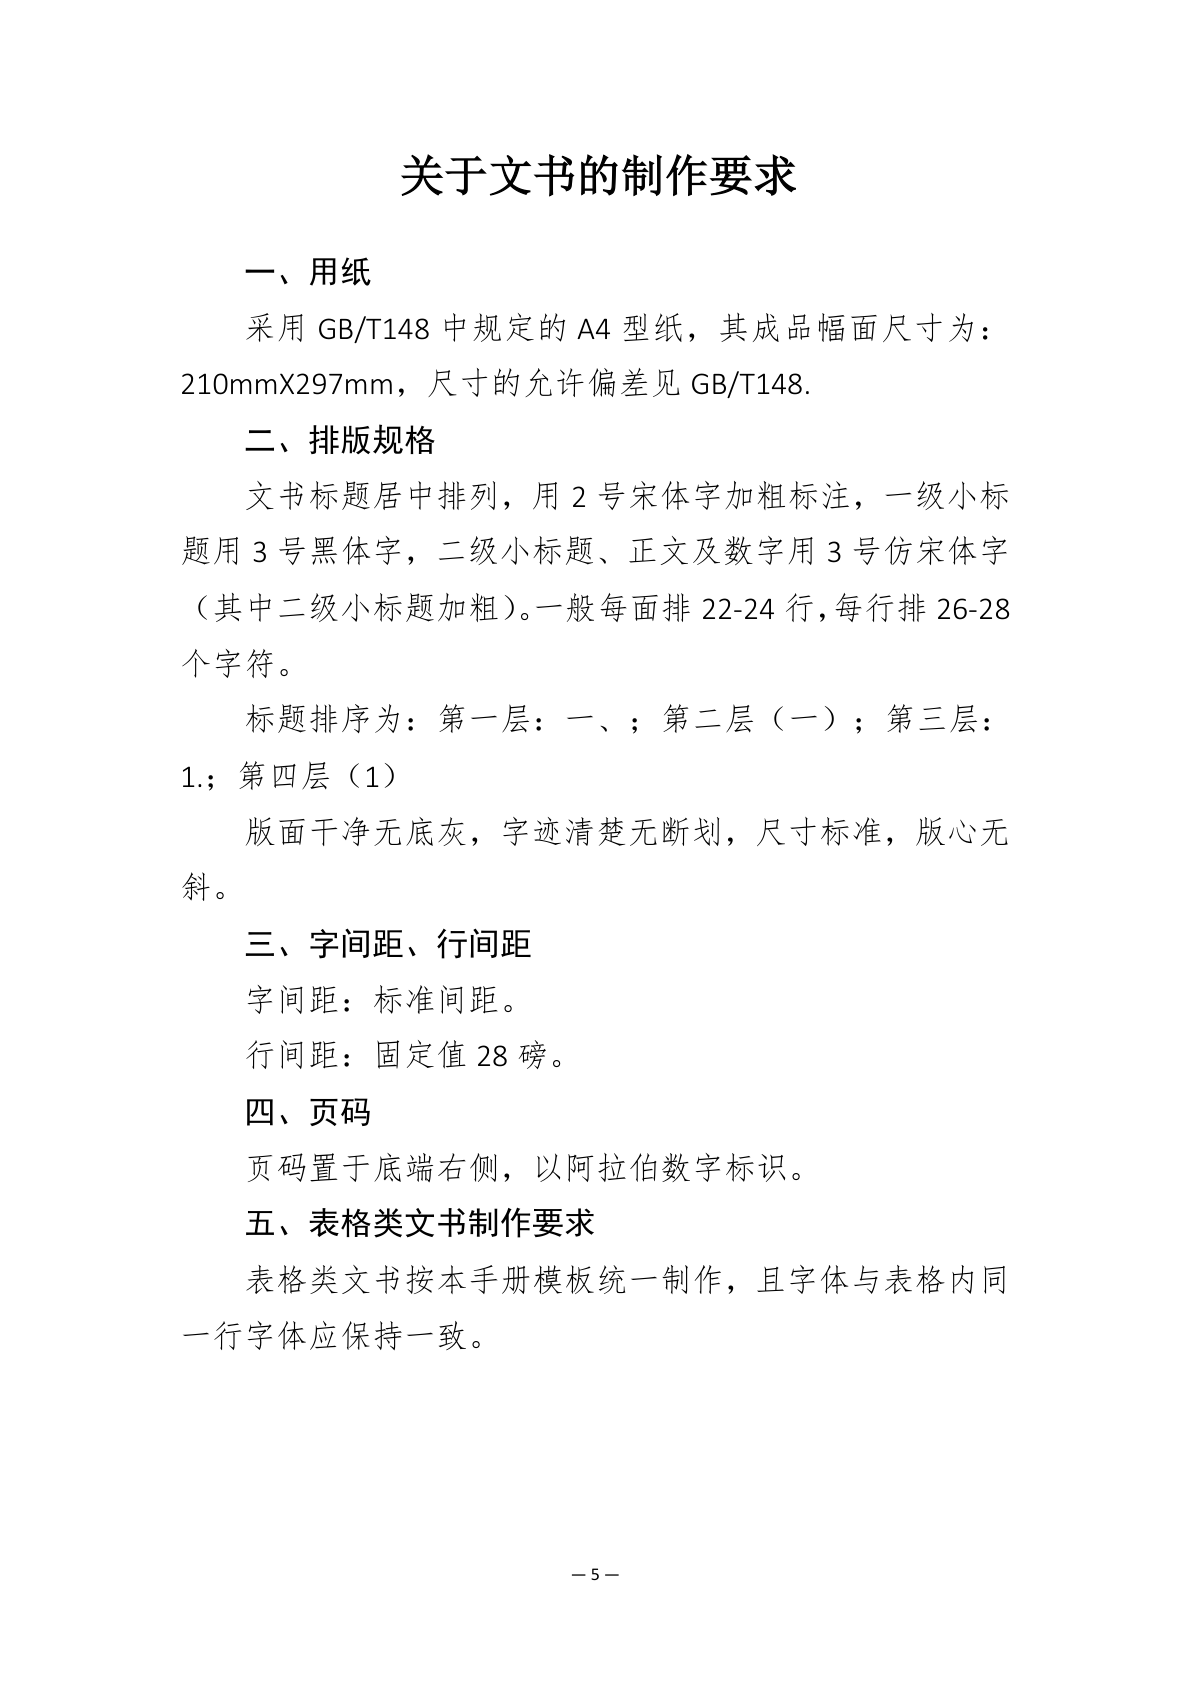 关于文书的制作要求
一、用纸
采用 GB/T148 中规定的 A4 型纸，其成品幅面尺寸为：
210mmX297mm，尺寸的允许偏差见 GB/T148.
二、排版规格
文书标题居中排列，用 2 号宋体字加粗标注，一级小标
题用 3 号黑体字，二级小标题、正文及数字用 3 号仿宋体字
（其中二级小标题加粗）。一般每面排 22-24 行，每行排 26-28
个字符。
标题排序为：第一层：一、；第二层（一）；第三层：
1.；第四层（1）
版面干净无底灰，字迹清楚无断划，尺寸标准，版心无
斜。
三、字间距、行间距
字间距：标准间距。
行间距：固定值 28 磅。
四、页码
页码置于底端右侧，以阿拉伯数字标识。
五、表格类文书制作要求
表格类文书按本手册模板统一制作，且字体与表格内同
一行字体应保持一致。
— 5 —